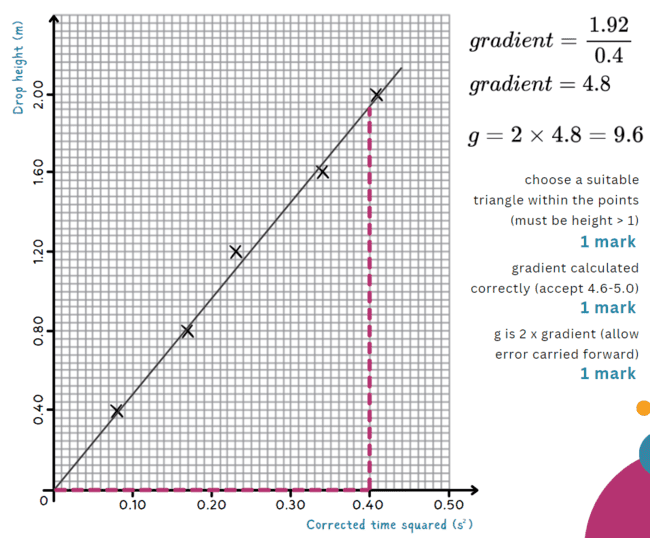 Drop height (m)
2.00
1.60
1.20
0.80
0.40
0
0.10
0.20
0.30
0.40
0.50
Corrected time squared (s²)
gradient = 1.92 / 0.4
gradient = 4.8
g = 2 × 4.8 = 9.6
choose a suitable
triangle within the points
(must be height > 1)
1 mark
gradient calculated
correctly (accept 4.6-5.0)
1 mark
g is 2 x gradient (allow
error carried forward)
1 mark